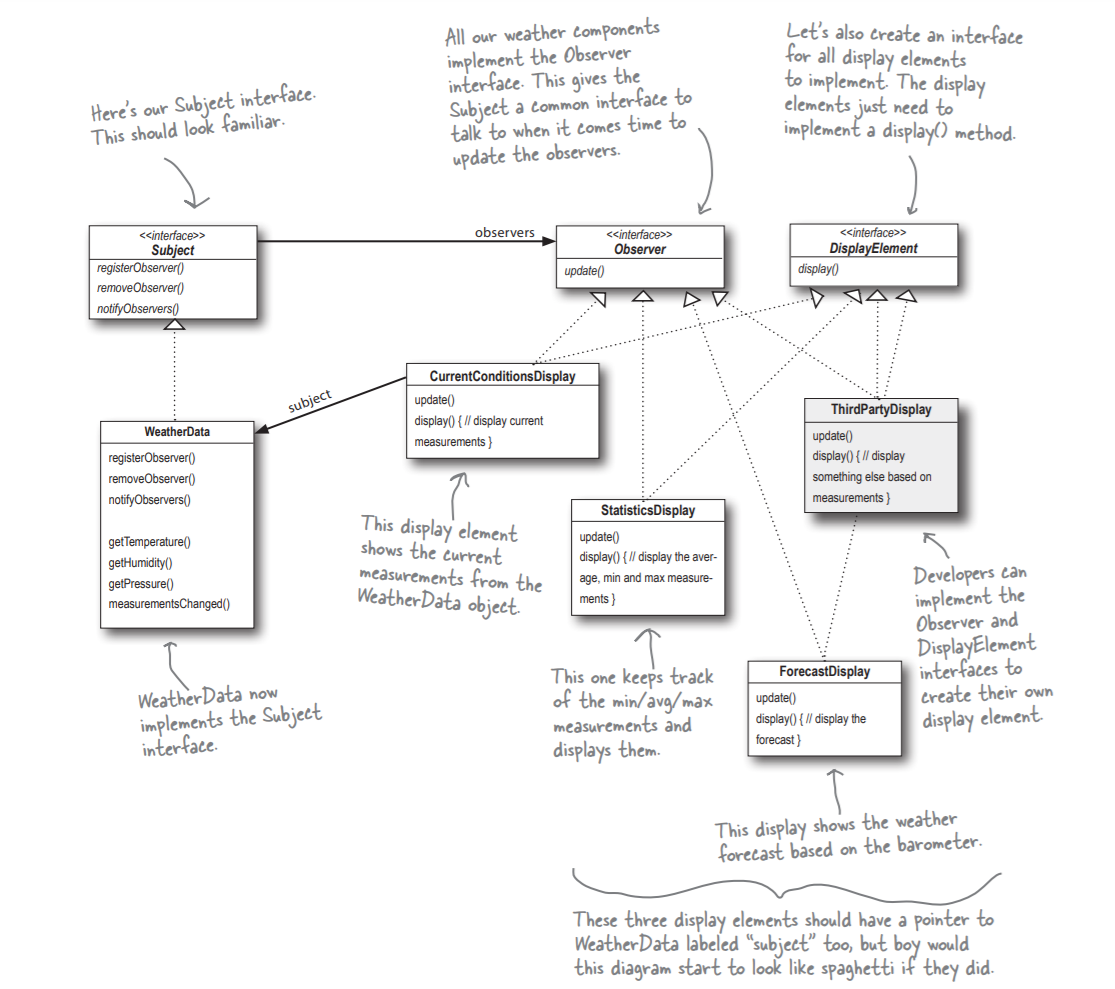 Here's our Subject interface.
This should look familiar.
All our weather components
implement the Observer
interface. This gives the
Subject a common interface to
talk to when it comes time to
update the observers.
Let's also create an interface
for all display elements
to implement. The display
elements just need to
implement a display() method.
<<interface>>
Subject
registerObserver()
removeObserver()
notifyObservers()
observers
<<interface>>
Observer
update()
<<interface>>
DisplayElement
display()
subject
CurrentConditionsDisplay
update()
display() { // display current
measurements }
WeatherData
registerObserver()
removeObserver()
notifyObservers()
getTemperature()
getHumidity()
getPressure()
measurementsChanged()
ThirdPartyDisplay
update()
display() { // display
something else based on
measurements }
StatisticsDisplay
update()
display() { // display the aver-
age, min and max measure-
ments }
This display element
shows the current
measurements from the
WeatherData object.
Developers can
implement the
Observer and
DisplayElement
interfaces to
create their own
display element.
ForecastDisplay
update()
display() { // display the
forecast }
WeatherData now
implements the Subject
interface.
This one keeps track
of the min/avg/max
measurements and
displays them.
This display shows the weather
forecast based on the barometer.
These three display elements should have a pointer to
WeatherData labeled “subject” too, but boy would
this diagram start to look like spaghetti if they did.